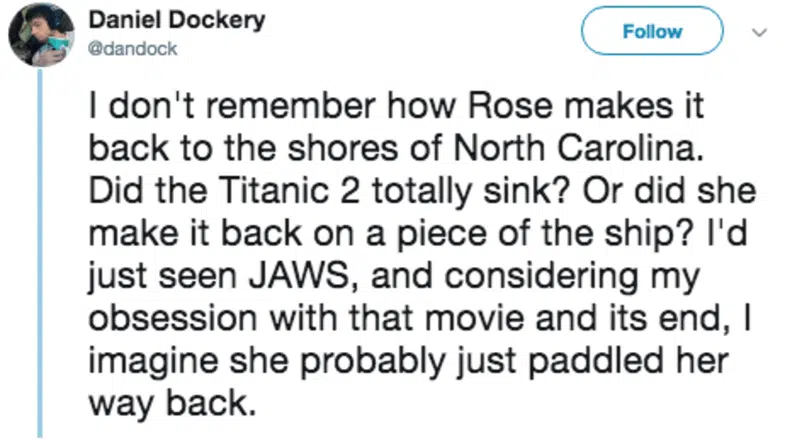 Daniel Dockery
@dandock
Follow
I don't remember how Rose makes it
back to the shores of North Carolina.
Did the Titanic 2 totally sink? Or did she
make it back on a piece of the ship? I'd
just seen JAWS, and considering my
obsession with that movie and its end, I
imagine she probably just paddled her
way back.